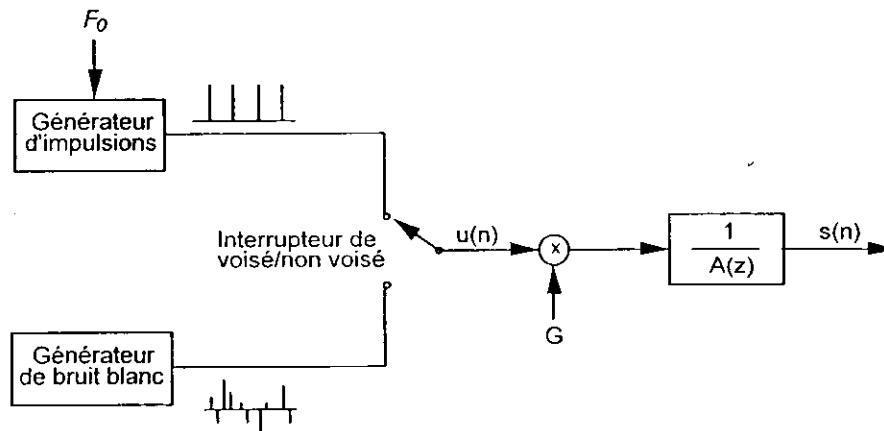 F₀
Générateur
d'impulsions
Interrupteur de
voisé/non voisé
u(n)
x
G
1
A(z)
s(n)
Générateur
de bruit blanc